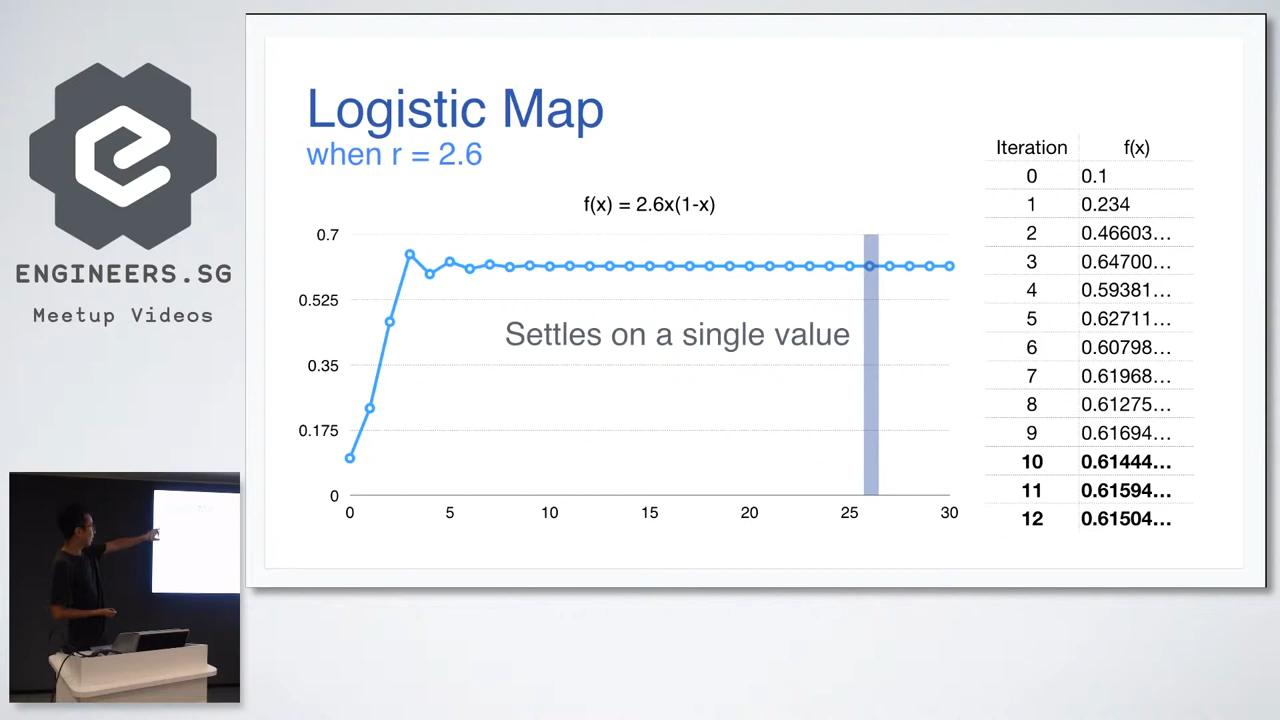 ENGINEERS.SG
Meetup Videos
Logistic Map
when r = 2.6
f(x) = 2.6x(1-x)
0.7
0.525
0.35
0.175
0
Settles on a single value
0 5 10 15 20 25 30
Iteration f(x)
0 0.1
1 0.234
2 0.46603...
3 0.64700...
4 0.59381...
5 0.62711...
6 0.60798...
7 0.61968...
8 0.61275...
9 0.61694...
10 0.61444...
11 0.61594...
12 0.61504...